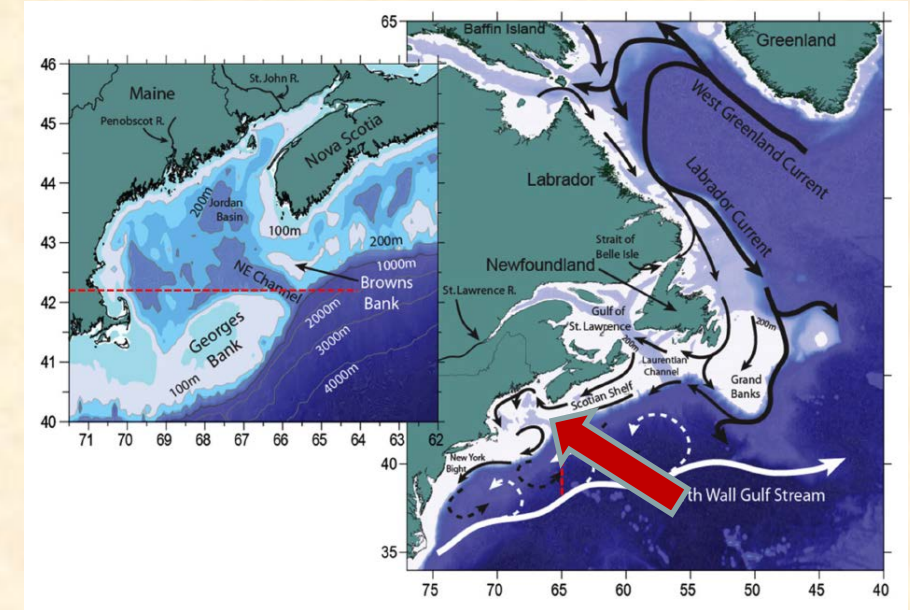 46
45
44
43
42
41
40
71
70
69
68
67
66
65
64
63
62
Maine
St. John R.
Penobscot R.
Nova Scotia
200m
Jordan
Basin
100m
200m
NE Channel
1000m
Browns
Bank
2000m
3000m
4000m
Georges
Bank
100m
65
40
35
75
70
65
60
55
50
45
40
Baffin Island
Greenland
West Greenland Current
Labrador
Labrador Current
Strait of
Belle Isle
Newfoundland
St. Lawrence R.
Gulf of
St. Lawrence
200m
200m
Laurentian
Channel
Grand
Banks
Scotian Shelf
New York
Bight
th Wall Gulf Stream